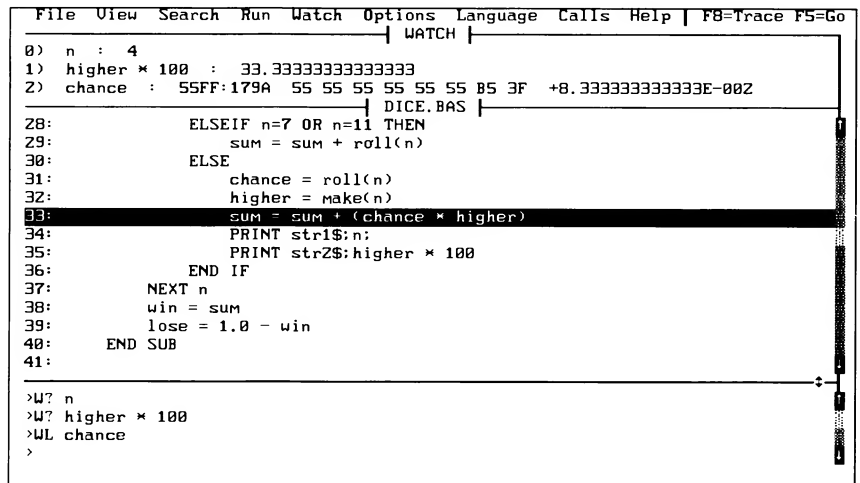 File View Search Run Watch Options Language Calls Help | F8=Trace F5=Go
WATCH
0) n : 4
1) higher * 100 : 33.33333333333333
2) chance : 55FF:179A 55 55 55 55 55 55 B5 3F +8.333333333333E-002
DICE.BAS
28: ELSEIF n=7 OR n=11 THEN
29: sum = sum + roll(n)
30: ELSE
31: chance = roll(n)
32: higher = make(n)
33: sum = sum + (chance * higher)
34: PRINT str1$;n;
35: PRINT str2$;higher * 100
36: END IF
37: NEXT n
38: win = sum
39: lose = 1.0 - win
40: END SUB
41:
>W? n
>W? higher * 100
>WL chance
>